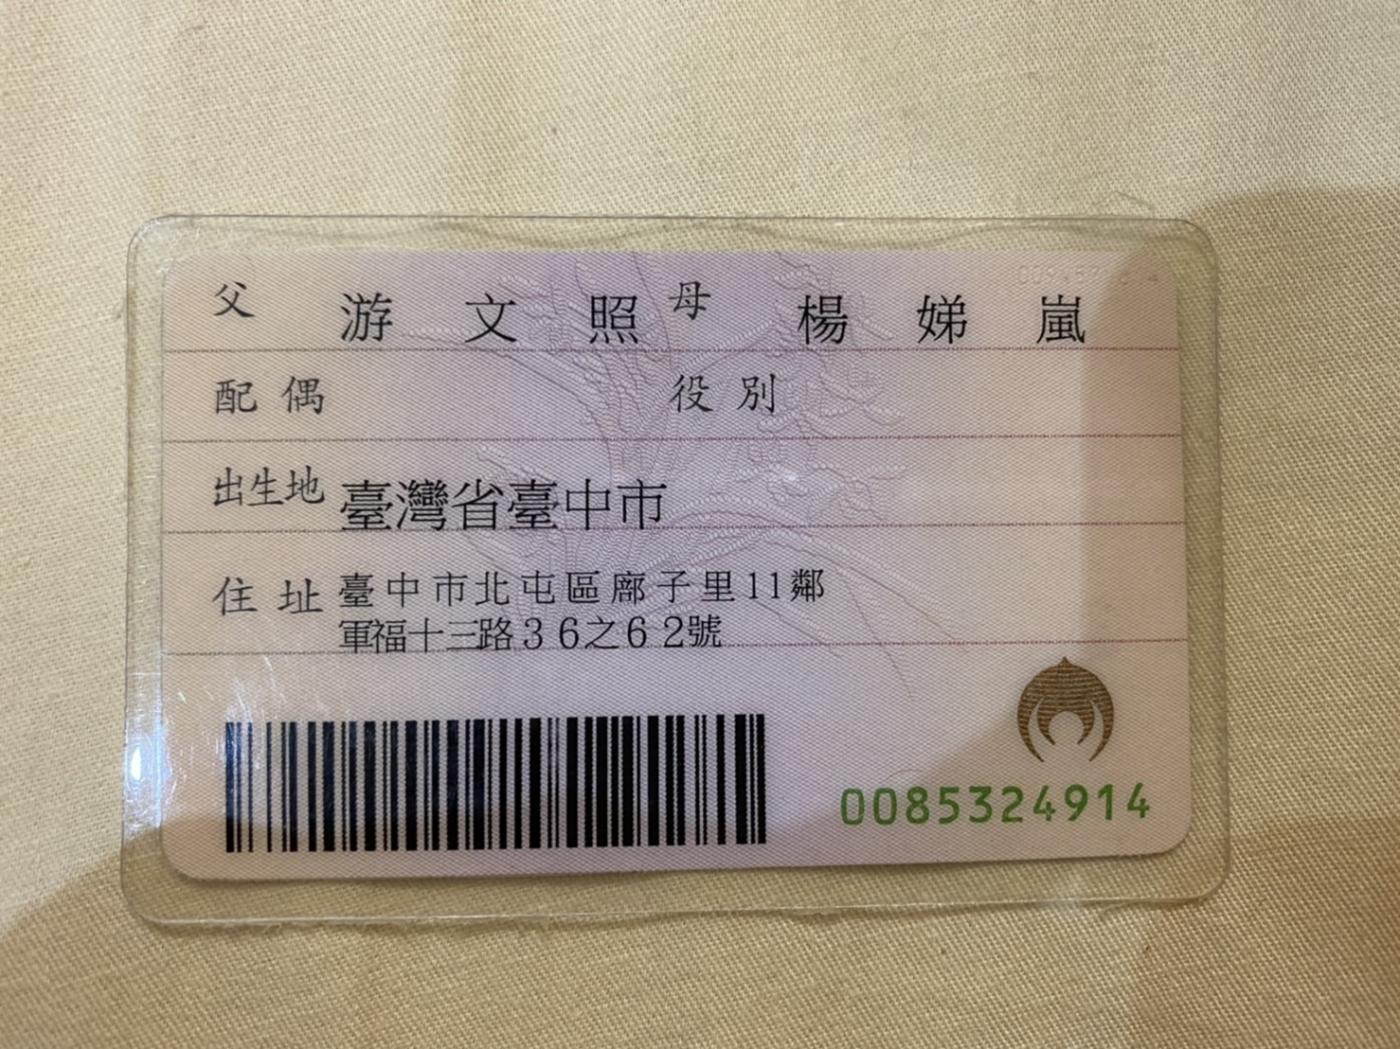 父 游文照 母 楊娣嵐
配偶 役別
出生地 臺灣省臺中市
住址 臺中市北屯區廍子里11鄰
軍福十三路36之62號
0085324914